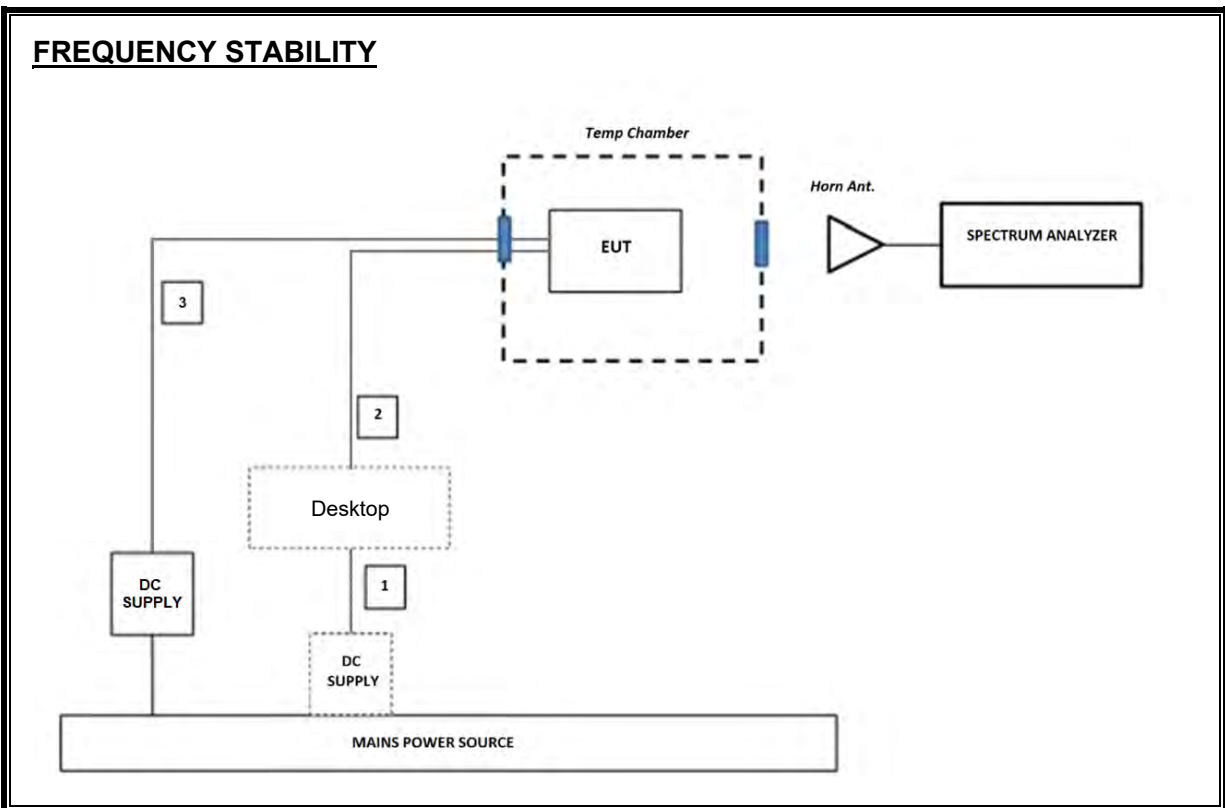 FREQUENCY STABILITY
Temp Chamber
Horn Ant.
EUT
SPECTRUM ANALYZER
3
2
Desktop
1
DC
SUPPLY
DC
SUPPLY
MAINS POWER SOURCE